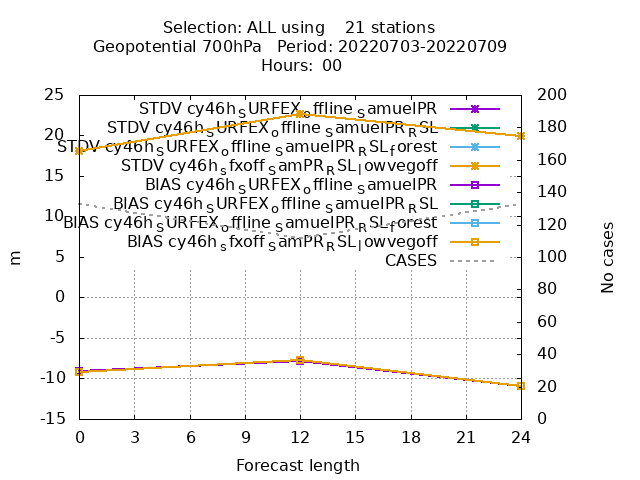 Selection: ALL using    21 stations
Geopotential 700hPa   Period: 20220703-20220709
Hours: 00
25
20
15
10
5
0
-5
-10
-15
m
STDV cy46h_SURFEX_offline_SamuelPR
STDV cy46h_SURFEX_offline_SamuelPR_RSL
STDV cy46h_SURFEX_offline_SamuelPR_RSL_forest
STDV cy46h_sfxoff_SamPR_RSL_lowvegoff
BIAS cy46h_SURFEX_offline_SamuelPR
BIAS cy46h_SURFEX_offline_SamuelPR_RSL
BIAS cy46h_SURFEX_offline_SamuelPR_RSL_forest
BIAS cy46h_sfxoff_SamPR_RSL_lowvegoff
CASES
200
180
160
140
120
100
80
60
40
20
0
No cases
0 3 6 9 12 15 18 21 24
Forecast length